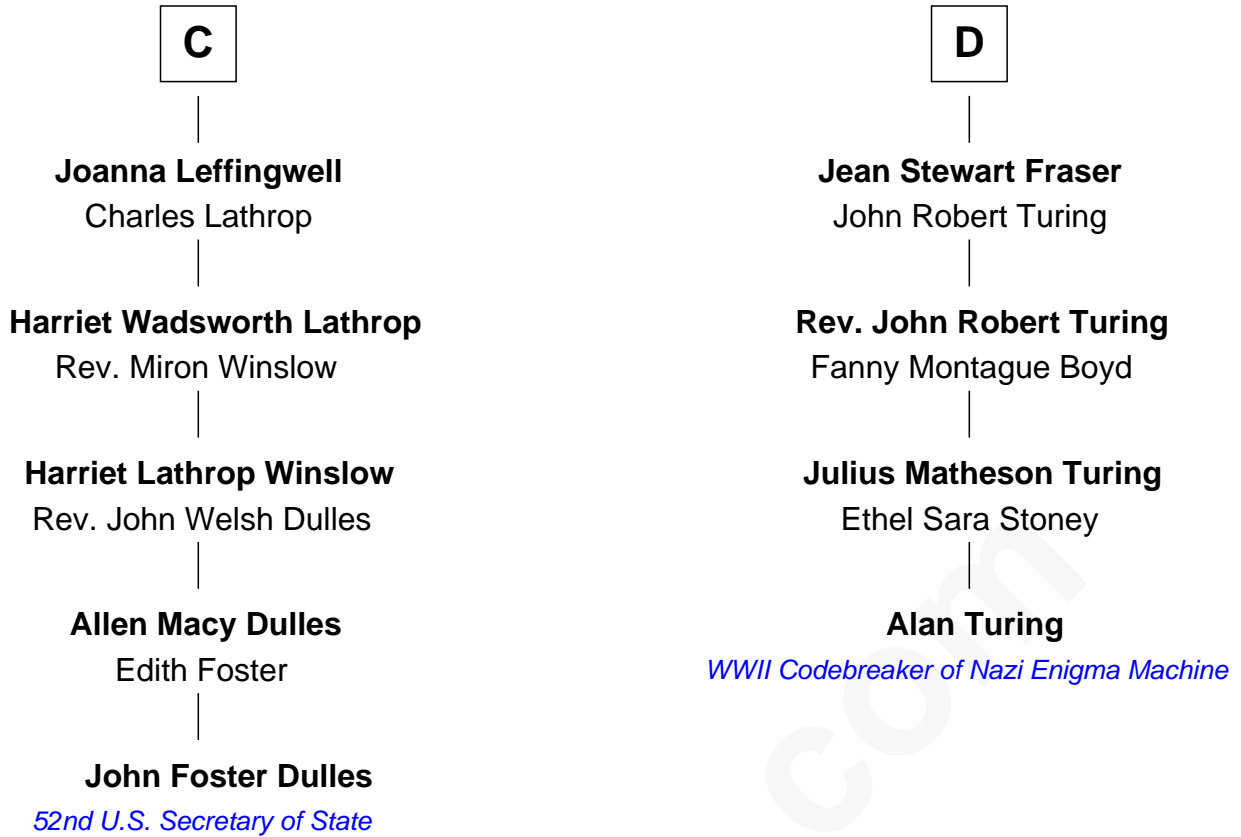 C
Joanna Leffingwell
Charles Lathrop
Harriet Wadsworth Lathrop
Rev. Miron Winslow
Harriet Lathrop Winslow
Rev. John Welsh Dulles
Allen Macy Dulles
Edith Foster
John Foster Dulles
52nd U.S. Secretary of State
D
Jean Stewart Fraser
John Robert Turing
Rev. John Robert Turing
Fanny Montague Boyd
Julius Matheson Turing
Ethel Sara Stoney
Alan Turing
WWII Codebreaker of Nazi Enigma Machine
com